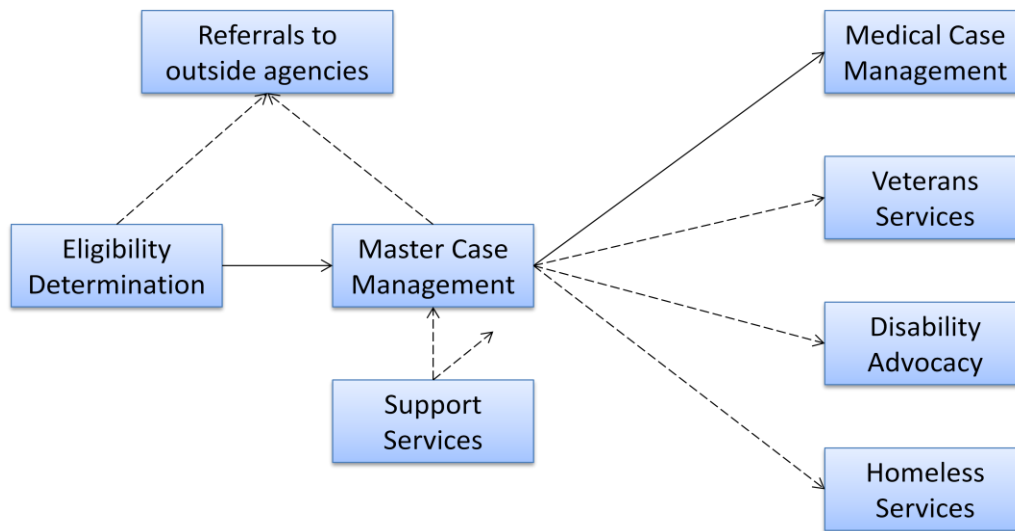 Referrals to
outside agencies
Medical Case
Management
Veterans
Services
Eligibility
Determination
Master Case
Management
Disability
Advocacy
Support
Services
Homeless
Services